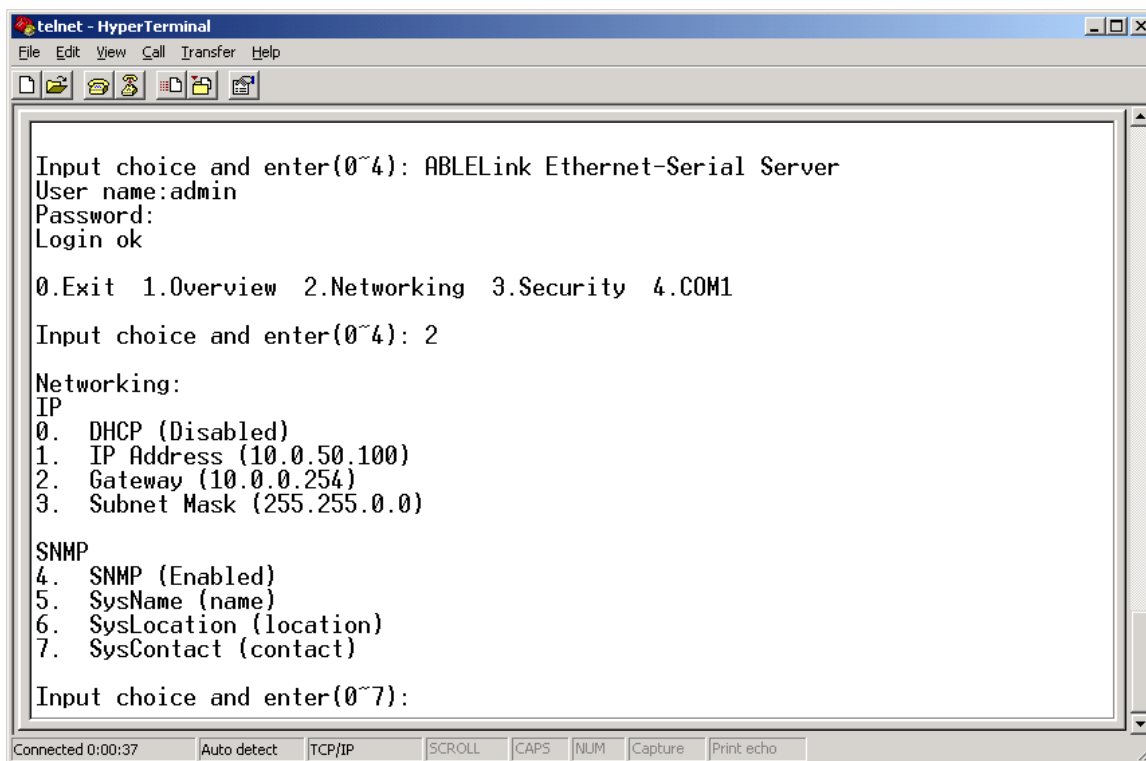 telnet - HyperTerminal
File Edit View Call Transfer Help
Input choice and enter(0~4): ABLELink Ethernet-Serial Server
User name:admin
Password:
Login ok
0.Exit  1.Overview  2.Networking  3.Security  4.COM1
Input choice and enter(0~4): 2
Networking:
IP
0.  DHCP (Disabled)
1.  IP Address (10.0.50.100)
2.  Gateway (10.0.0.254)
3.  Subnet Mask (255.255.0.0)
SNMP
4.  SNMP (Enabled)
5.  SysName (name)
6.  SysLocation (location)
7.  SysContact (contact)
Input choice and enter(0~7):
Connected 0:00:37 Auto detect TCP/IP SCROLL CAPS NUM Capture Print echo